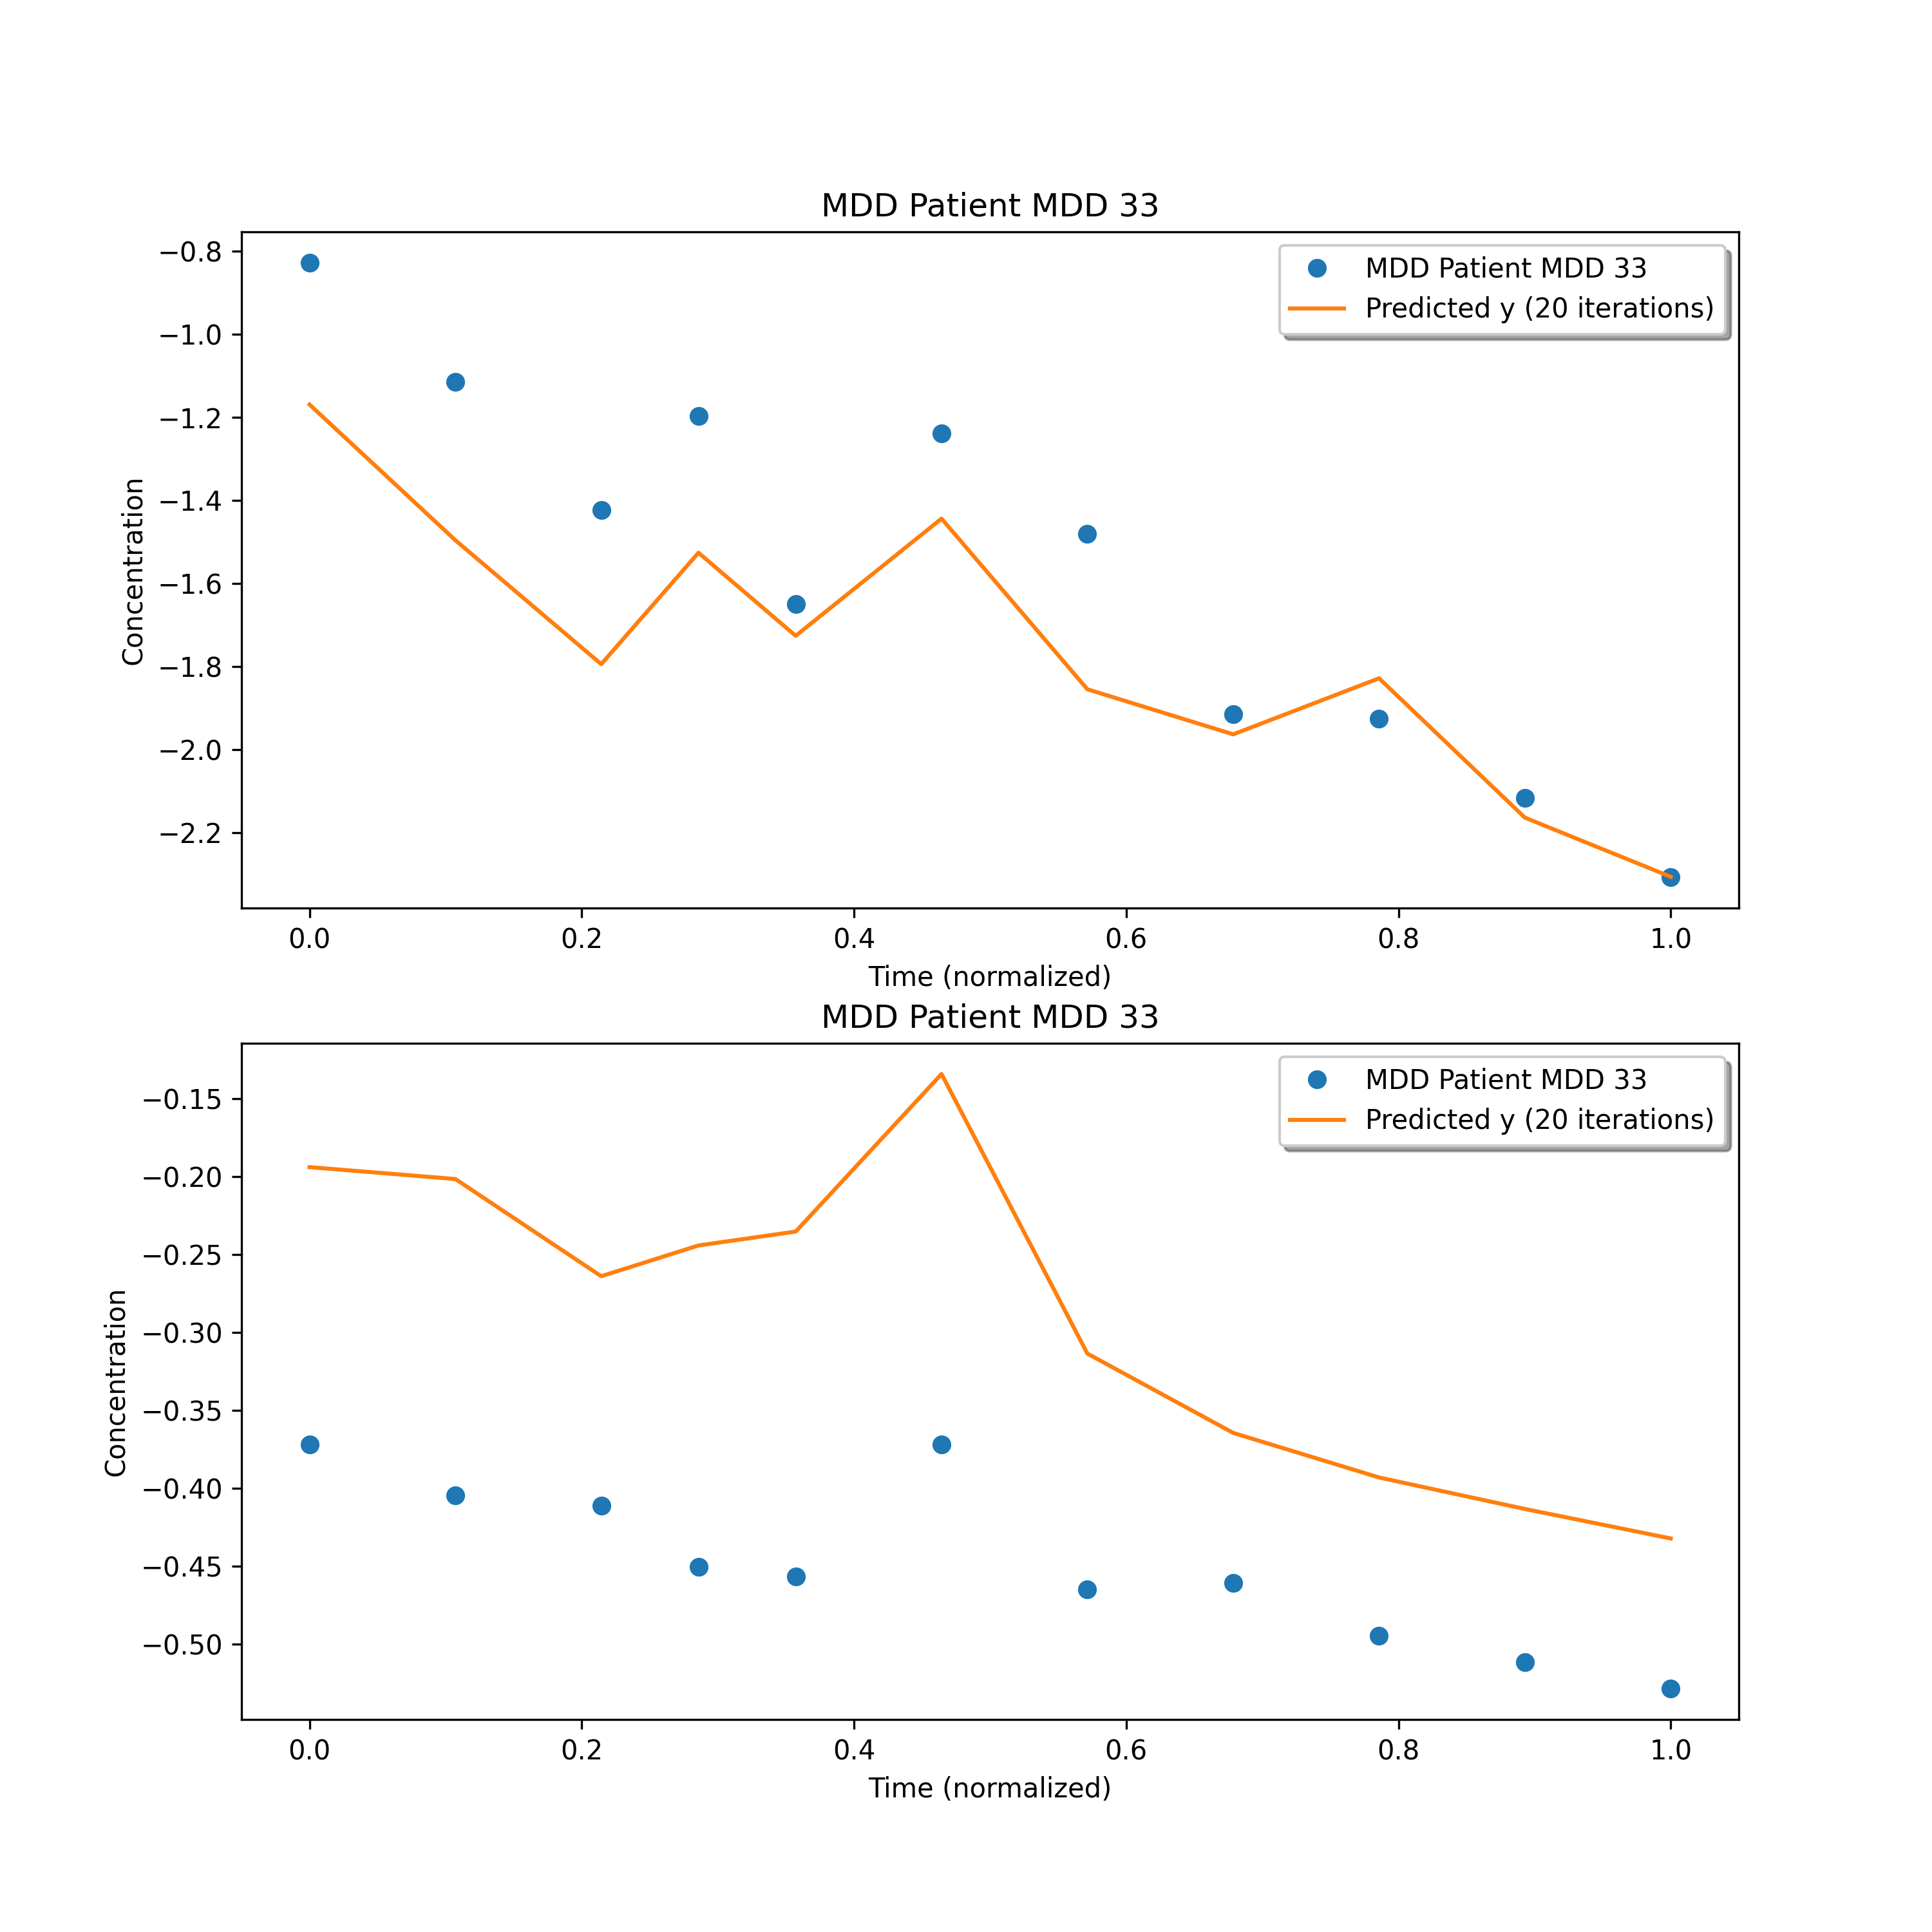 MDD Patient MDD 33
MDD Patient MDD 33
Predicted y (20 iterations)
Concentration
−0.8
−1.0
−1.2
−1.4
−1.6
−1.8
−2.0
−2.2
0.0 0.2 0.4 0.6 0.8 1.0
Time (normalized)
MDD Patient MDD 33
MDD Patient MDD 33
Predicted y (20 iterations)
Concentration
−0.15
−0.20
−0.25
−0.30
−0.35
−0.40
−0.45
−0.50
0.0 0.2 0.4 0.6 0.8 1.0
Time (normalized)